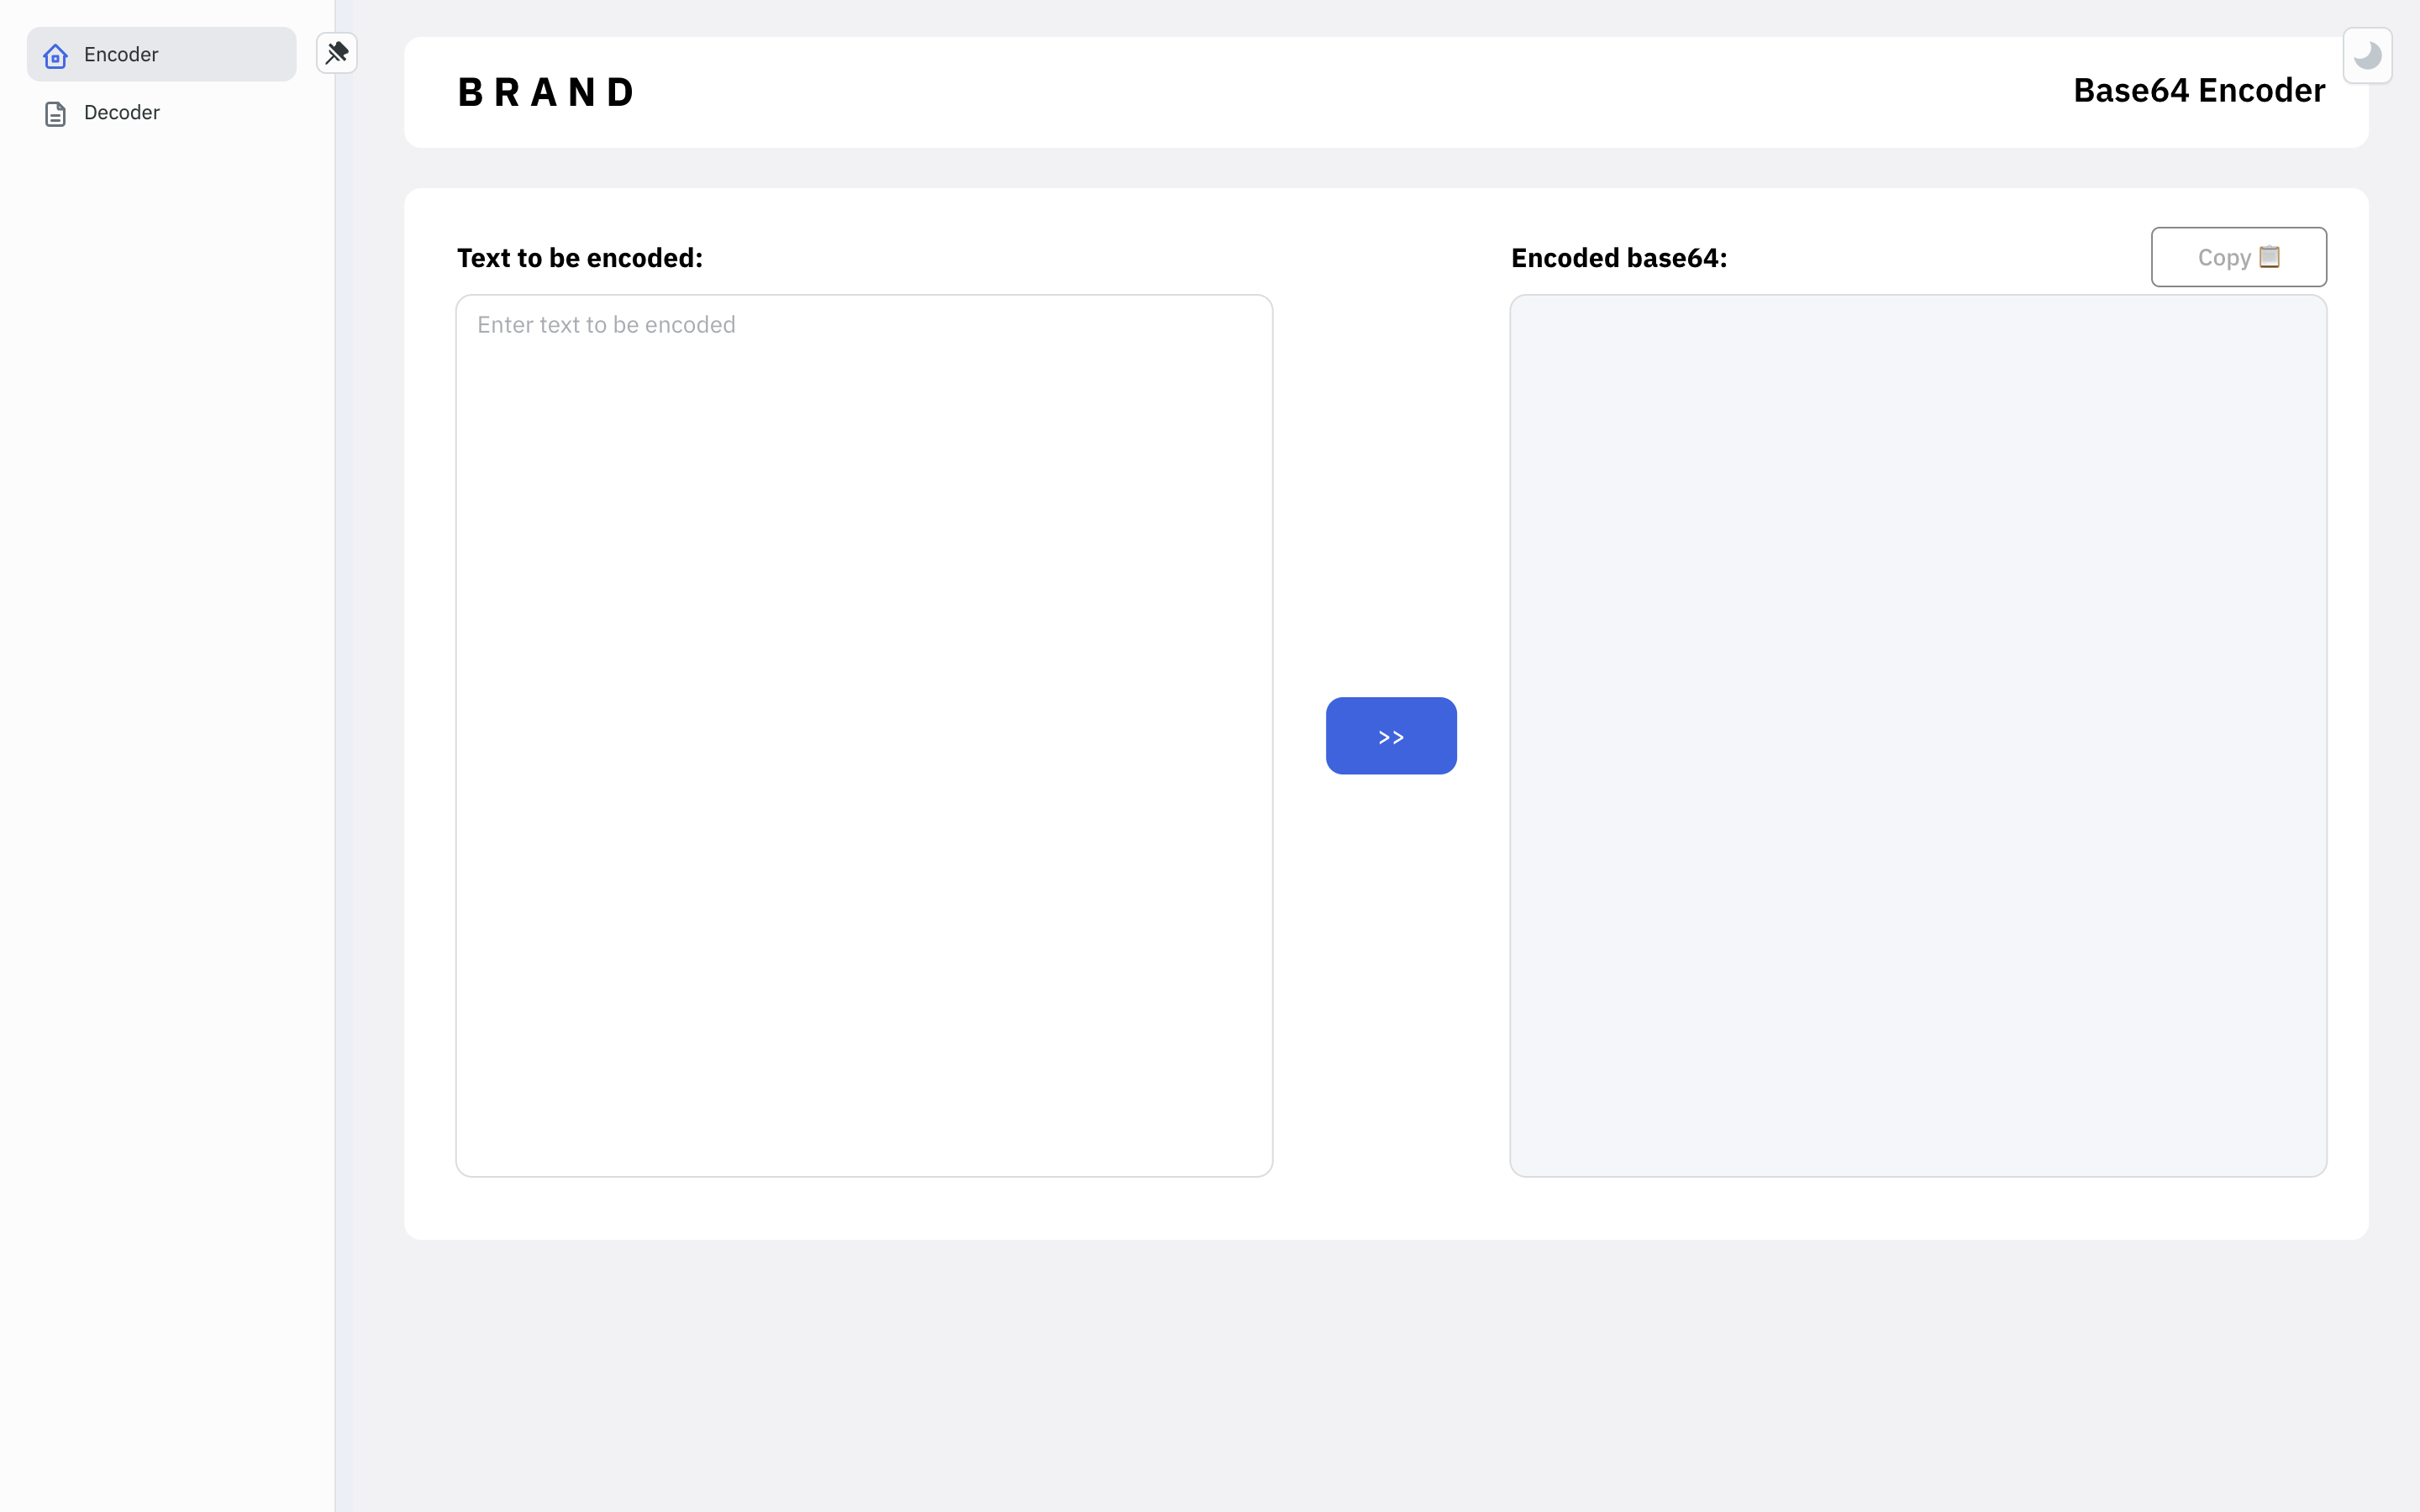 Encoder
Decoder
BRAND
Base64 Encoder
Text to be encoded:
Enter text to be encoded
>>
Encoded base64:
Copy 📋